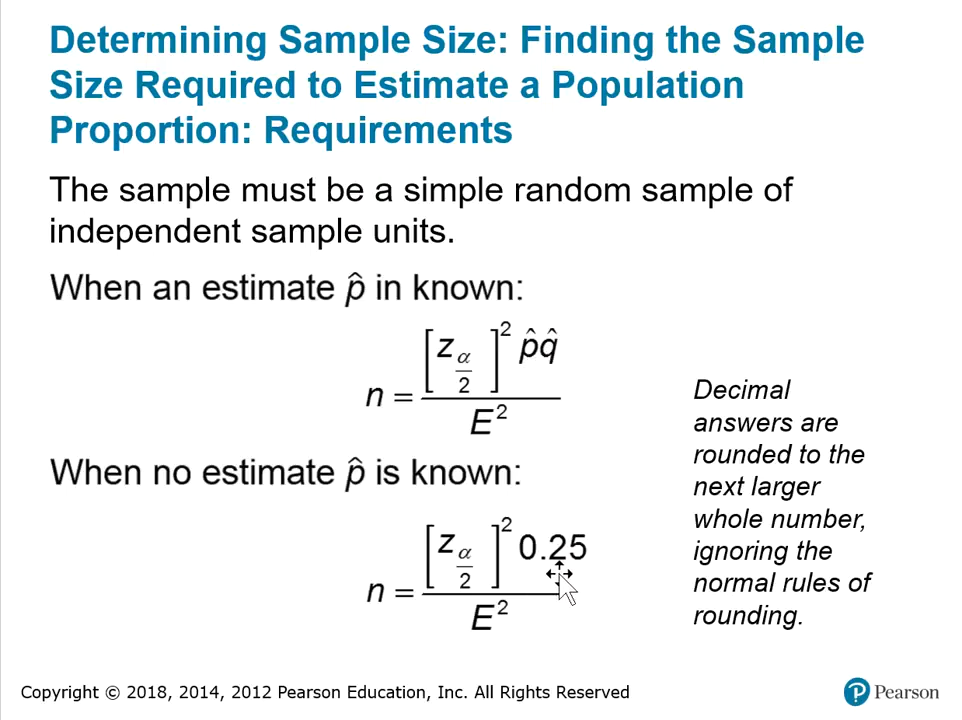 Determining Sample Size: Finding the Sample
Size Required to Estimate a Population
Proportion: Requirements
The sample must be a simple random sample of
independent sample units.
When an estimate p̂ in known:
n = [z_{α/2}]² p̂q̂ / E²
When no estimate p̂ is known:
n = [z_{α/2}]² 0.25 / E²
Decimal
answers are
rounded to the
next larger
whole number,
ignoring the
normal rules of
rounding.
Copyright © 2018, 2014, 2012 Pearson Education, Inc. All Rights Reserved
P Pearson